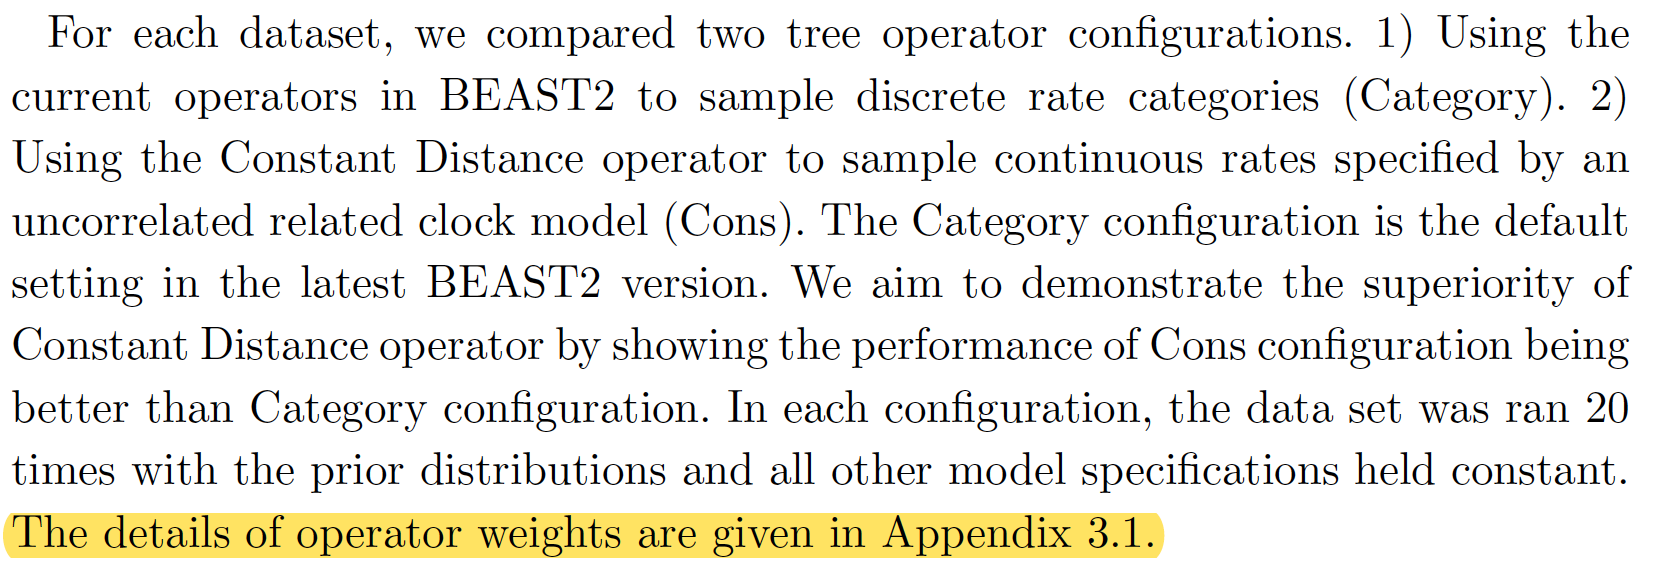 For each dataset, we compared two tree operator configurations. 1) Using the
current operators in BEAST2 to sample discrete rate categories (Category). 2)
Using the Constant Distance operator to sample continuous rates specified by an
uncorrelated related clock model (Cons). The Category configuration is the default
setting in the latest BEAST2 version. We aim to demonstrate the superiority of
Constant Distance operator by showing the performance of Cons configuration being
better than Category configuration. In each configuration, the data set was ran 20
times with the prior distributions and all other model specifications held constant.
The details of operator weights are given in Appendix 3.1.